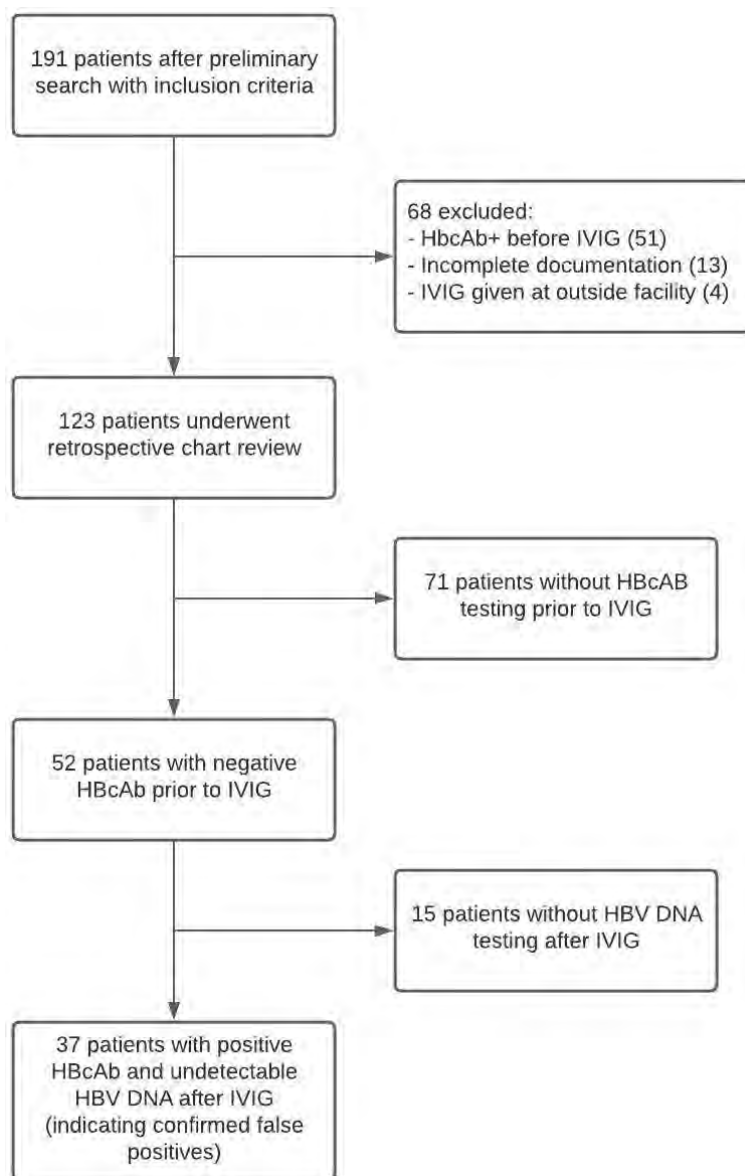 191 patients after preliminary
search with inclusion criteria
68 excluded:
- HbcAb+ before IVIG (51)
- Incomplete documentation (13)
- IVIG given at outside facility (4)
123 patients underwent
retrospective chart review
71 patients without HBcAB
testing prior to IVIG
52 patients with negative
HBcAb prior to IVIG
15 patients without HBV DNA
testing after IVIG
37 patients with positive
HBcAb and undetectable
HBV DNA after IVIG
(indicating confirmed false
positives)